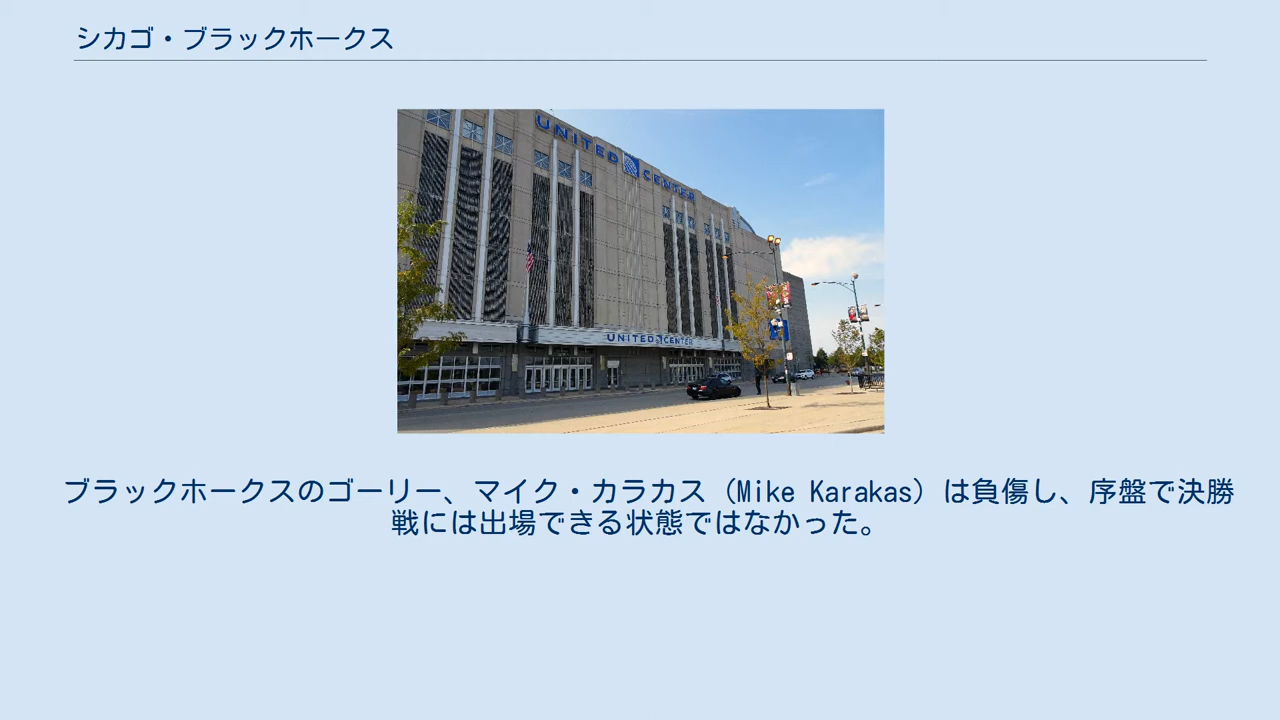 シカゴ・ブラックホークス
UNITED CENTER
UNITED CENTER
ブラックホークスのゴーリー、マイク・カラカス（Mike Karakas）は負傷し、序盤で決勝
戦には出場できる状態ではなかった。